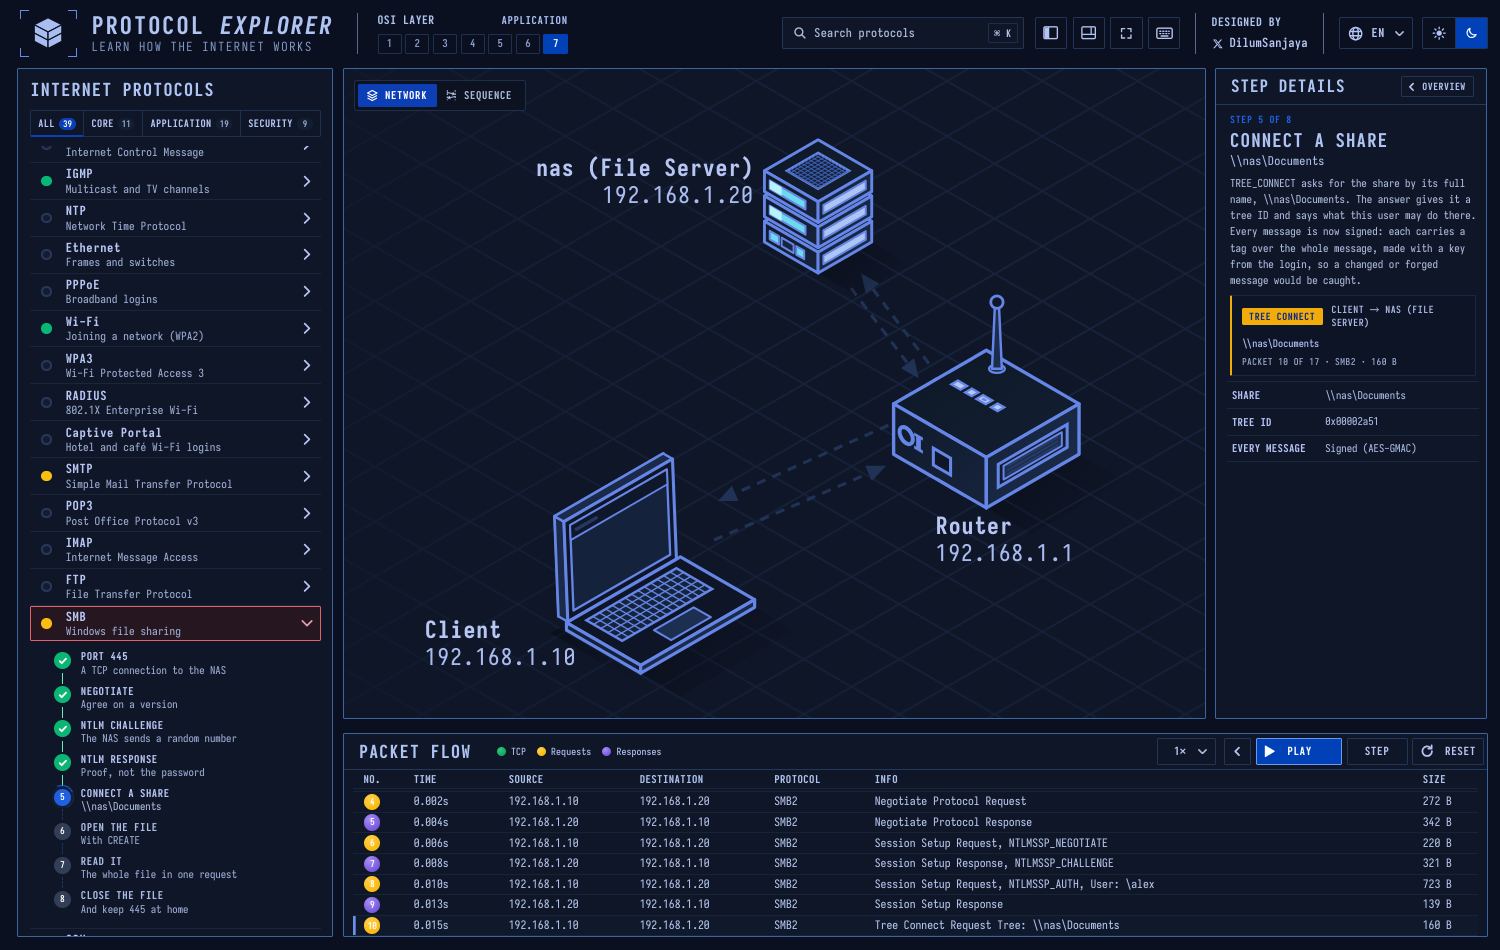 PROTOCOL EXPLORER
LEARN HOW THE INTERNET WORKS
OSI LAYER APPLICATION
1 2 3 4 5 6 7
Search protocols ⌘ K
DESIGNED BY
X DilumSanjaya
EN
INTERNET PROTOCOLS
ALL 39 CORE 11 APPLICATION 19 SECURITY 9
Internet Control Message
IGMP
Multicast and TV channels
NTP
Network Time Protocol
Ethernet
Frames and switches
PPPoE
Broadband logins
Wi-Fi
Joining a network (WPA2)
WPA3
Wi-Fi Protected Access 3
RADIUS
802.1X Enterprise Wi-Fi
Captive Portal
Hotel and café Wi-Fi logins
SMTP
Simple Mail Transfer Protocol
POP3
Post Office Protocol v3
IMAP
Internet Message Access
FTP
File Transfer Protocol
SMB
Windows file sharing
PORT 445
A TCP connection to the NAS
NEGOTIATE
Agree on a version
NTLM CHALLENGE
The NAS sends a random number
NTLM RESPONSE
Proof, not the password
5 CONNECT A SHARE
\\nas\Documents
6 OPEN THE FILE
With CREATE
7 READ IT
The whole file in one request
8 CLOSE THE FILE
And keep 445 at home
NETWORK SEQUENCE
nas (File Server)
192.168.1.20
Router
192.168.1.1
Client
192.168.1.10
STEP DETAILS
OVERVIEW
STEP 5 OF 8
CONNECT A SHARE
\\nas\Documents
TREE_CONNECT asks for the share by its full
name, \\nas\Documents. The answer gives it a
tree ID and says what this user may do there.
Every message is now signed: each carries a
tag over the whole message, made with a key
from the login, so a changed or forged
message would be caught.
TREE CONNECT CLIENT → NAS (FILE
SERVER)
\\nas\Documents
PACKET 10 OF 17 · SMB2 · 160 B
SHARE \\nas\Documents
TREE ID 0x00002a51
EVERY MESSAGE Signed (AES-GMAC)
PACKET FLOW TCP Requests Responses
1× PLAY STEP RESET
NO. TIME SOURCE DESTINATION PROTOCOL INFO SIZE
4 0.002s 192.168.1.10 192.168.1.20 SMB2 Negotiate Protocol Request 272 B
5 0.004s 192.168.1.20 192.168.1.10 SMB2 Negotiate Protocol Response 342 B
6 0.006s 192.168.1.10 192.168.1.20 SMB2 Session Setup Request, NTLMSSP_NEGOTIATE 220 B
7 0.008s 192.168.1.20 192.168.1.10 SMB2 Session Setup Response, NTLMSSP_CHALLENGE 321 B
8 0.010s 192.168.1.10 192.168.1.20 SMB2 Session Setup Request, NTLMSSP_AUTH, User: \alex 723 B
9 0.013s 192.168.1.20 192.168.1.10 SMB2 Session Setup Response 139 B
10 0.015s 192.168.1.10 192.168.1.20 SMB2 Tree Connect Request Tree: \\nas\Documents 160 B